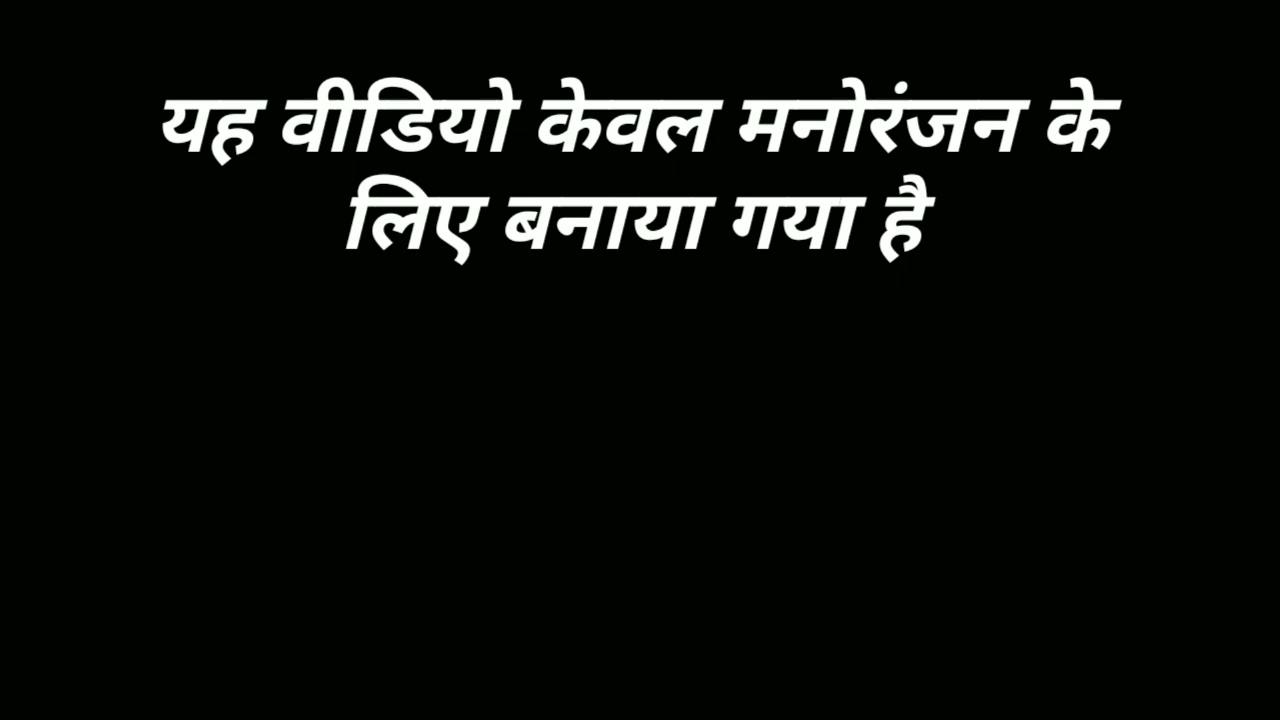 यह वीडियो केवल मनोरंजन के
लिए बनाया गया है